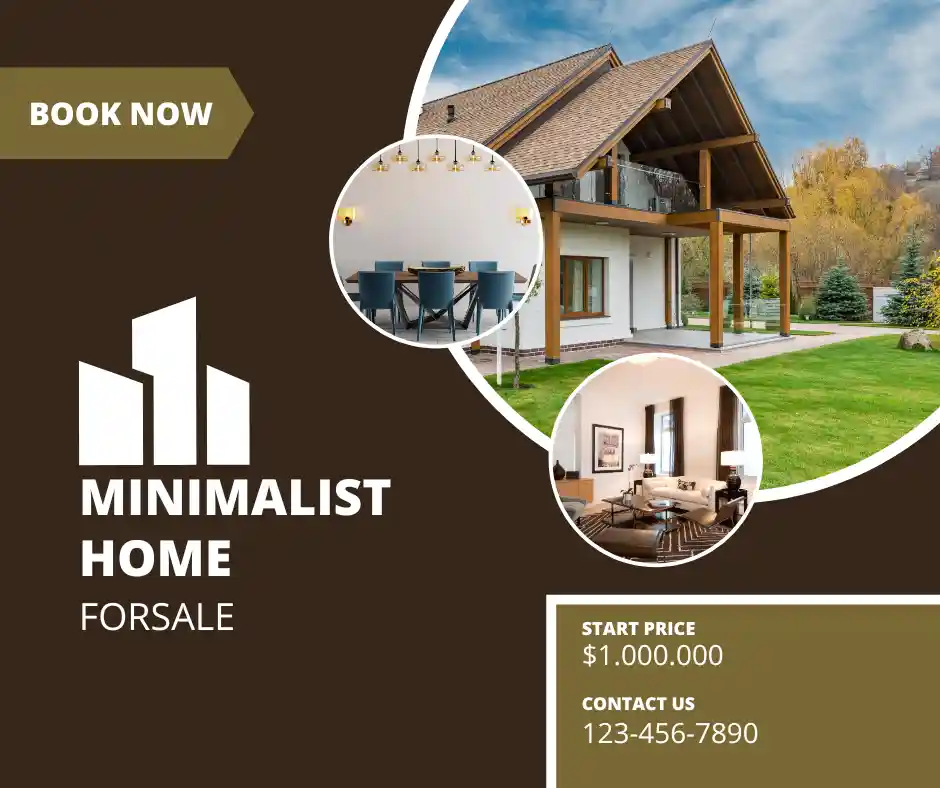 BOOK NOW
MINIMALIST
HOME
FORSALE
START PRICE
$1.000.000
CONTACT US
123-456-7890